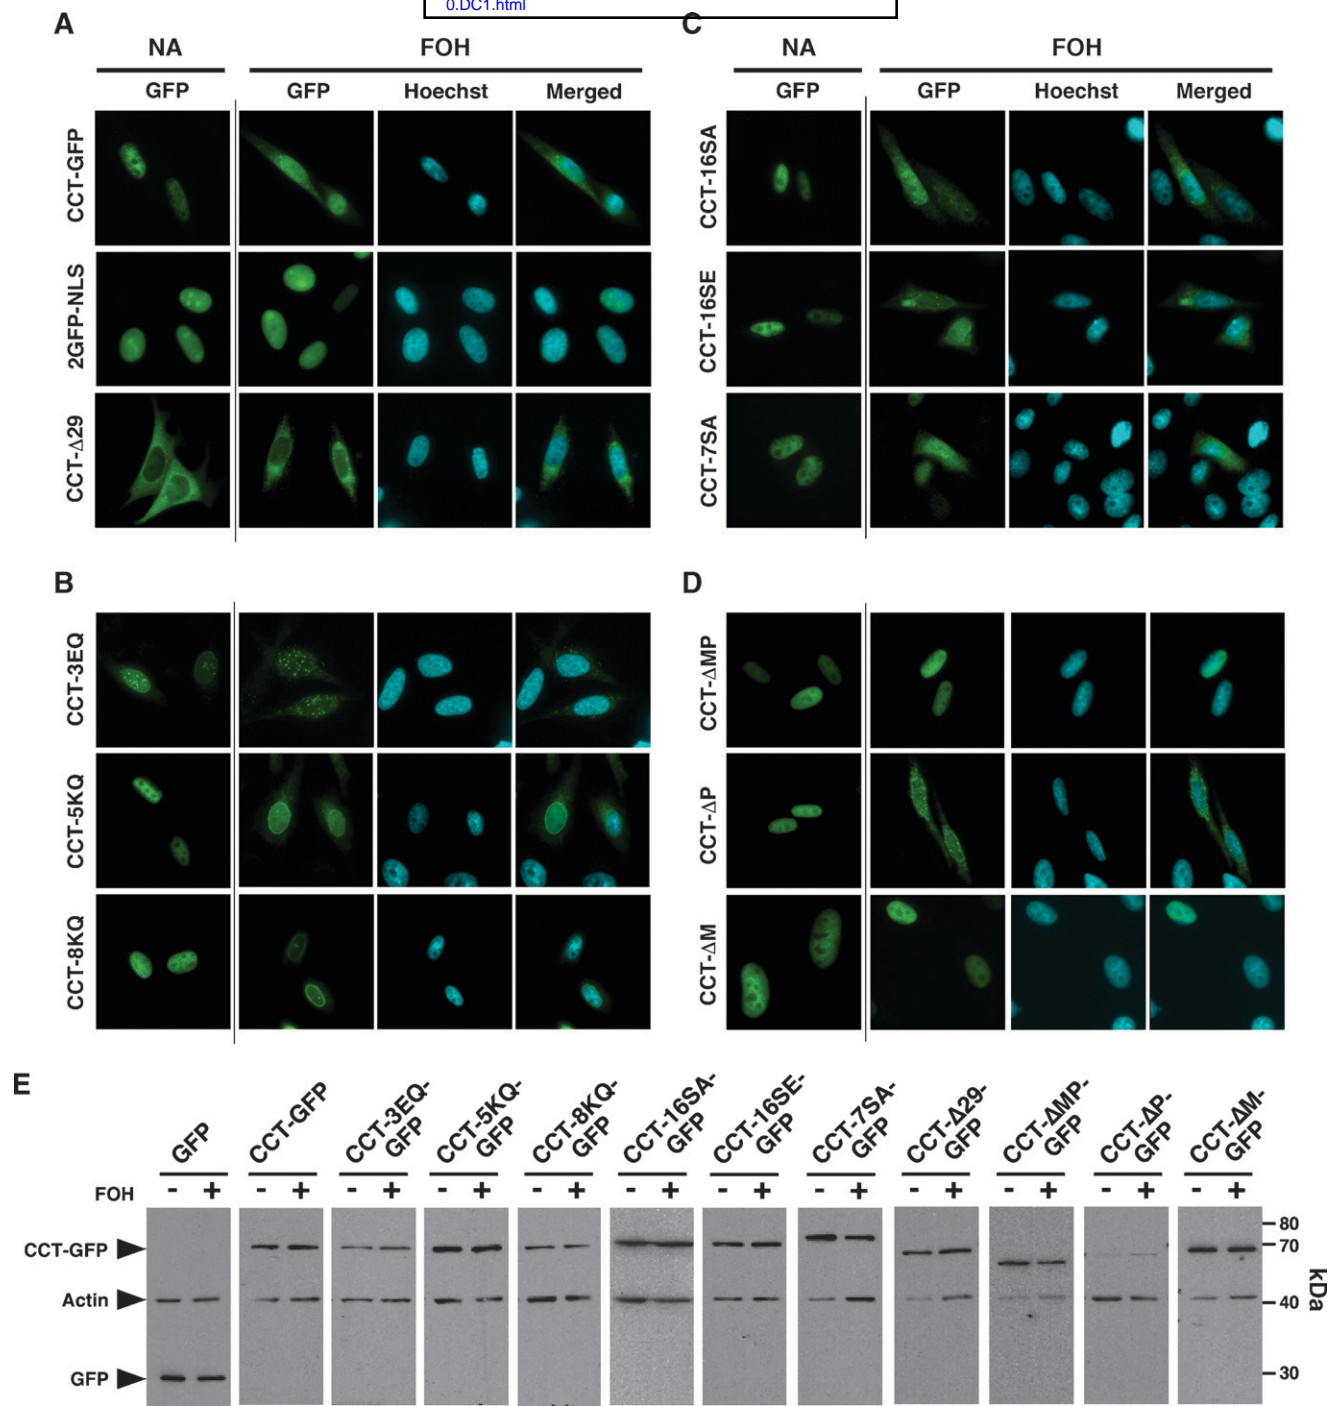 0.DC1.html
A
NA
FOH
GFP
GFP
Hoechst
Merged
CCT-GFP
2GFP-NLS
CCT-Δ29
C
NA
FOH
GFP
GFP
Hoechst
Merged
CCT-16SA
CCT-16SE
CCT-7SA
B
CCT-3EQ
CCT-5KQ
CCT-8KQ
D
CCT-ΔMP
CCT-ΔP
CCT-ΔM
E
GFP
CCT-GFP
CCT-3EQ-
GFP
CCT-5KQ-
GFP
CCT-8KQ-
GFP
CCT-16SA-
GFP
CCT-16SE-
GFP
CCT-7SA-
GFP
CCT-Δ29-
GFP
CCT-ΔMP-
GFP
CCT-ΔP-
GFP
CCT-ΔM-
GFP
FOH - + - + - + - + - + - + - + - + - + - + - + - +
CCT-GFP
Actin
GFP
80
70
40
30
kDa